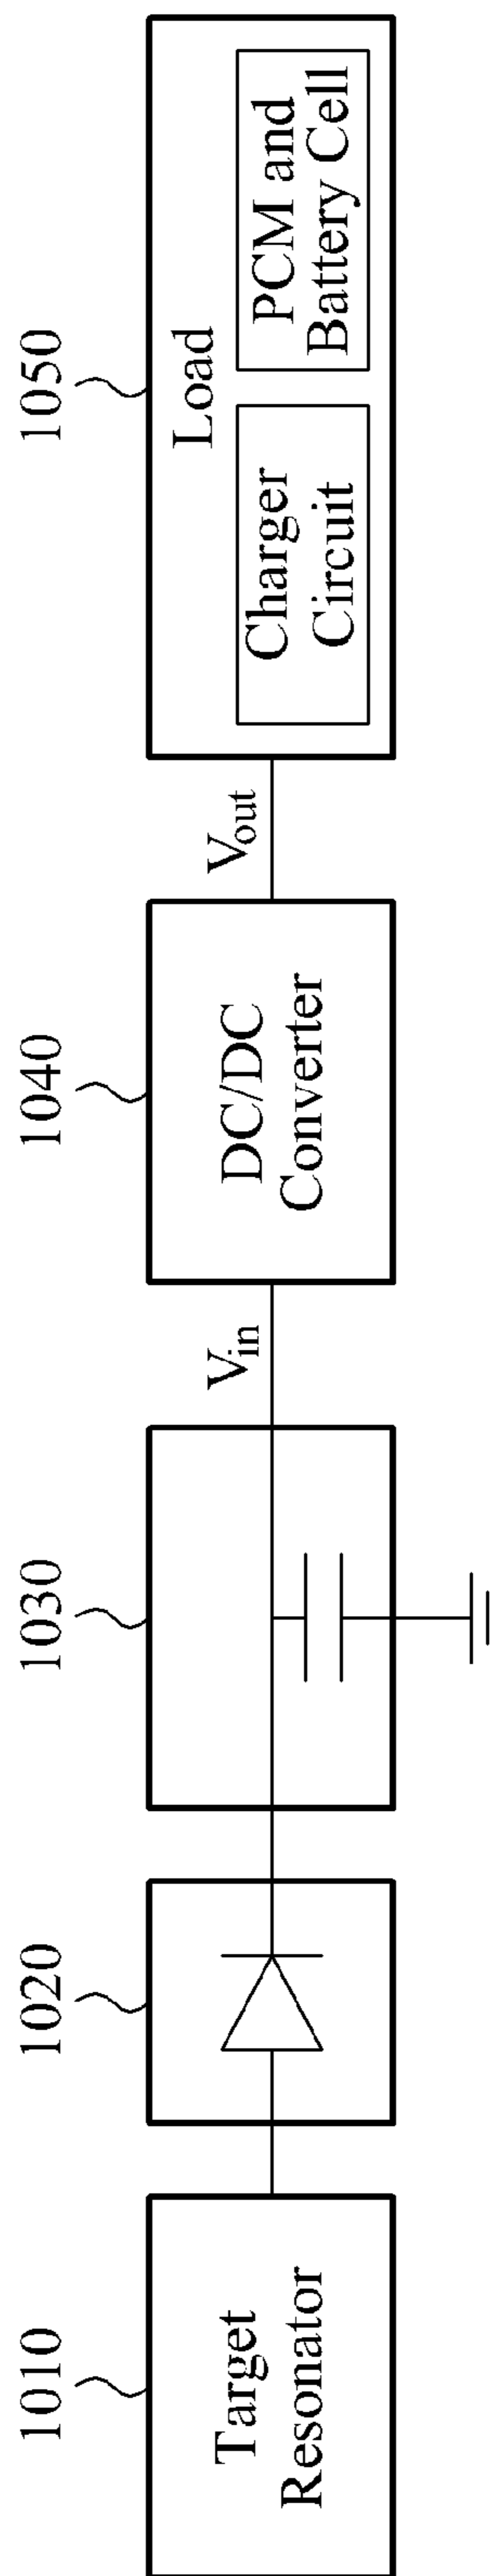 1010
Target
Resonator
1020
1030
V_in
1040
DC/DC
Converter
V_out
1050
Load
Charger
Circuit
PCM and
Battery Cell